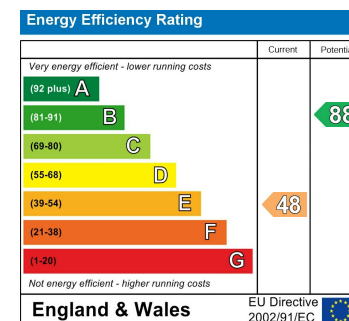 Energy Efficiency Rating
Current Potenti
Very energy efficient - lower running costs
(92 plus) A
(81-91) B
88
(69-80) C
(55-68) D
(39-54) E
48
(21-38) F
(1-20) G
Not energy efficient - higher running costs
England & Wales
EU Directive
2002/91/EC